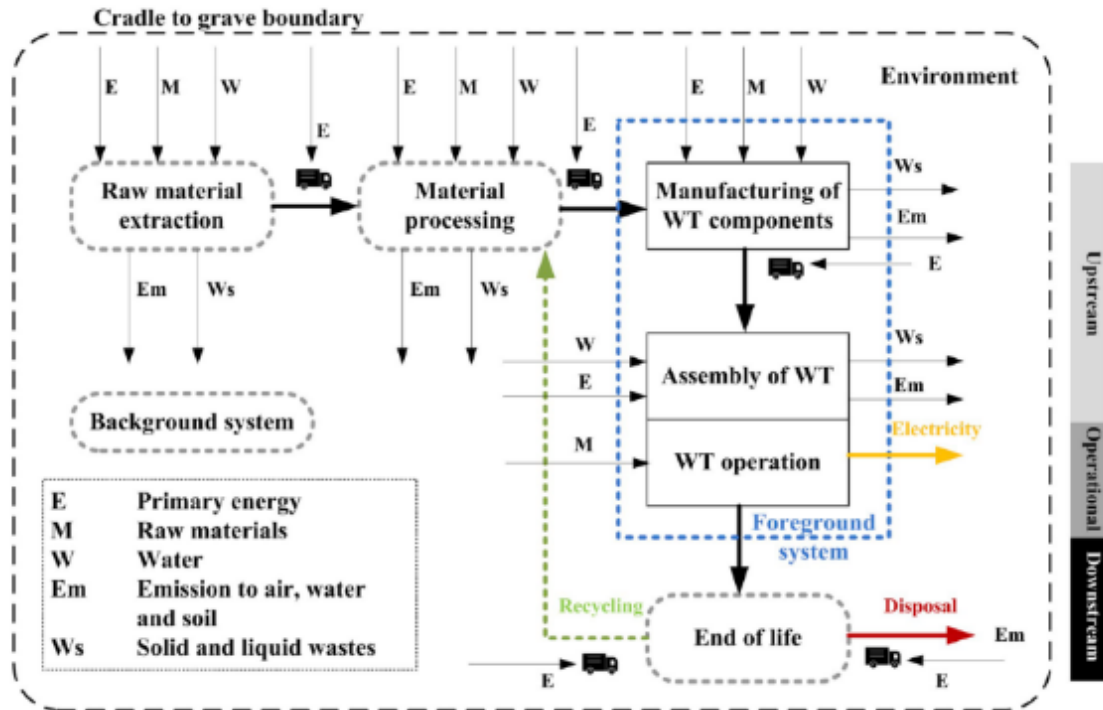 Cradle to grave boundary
Environment
E
M
W
E
E
M
W
E
E
M
W
Raw material
extraction
Material
processing
Manufacturing of
WT components
Ws
Em
E
Em
Ws
Em
Ws
W
E
Assembly of WT
Ws
Em
Background system
M
WT operation
Electricity
Foreground
system
E Primary energy
M Raw materials
W Water
Em Emission to air, water
and soil
Ws Solid and liquid wastes
Recycling
End of life
Disposal
Em
E
E
Upstream
Operational
Downstream